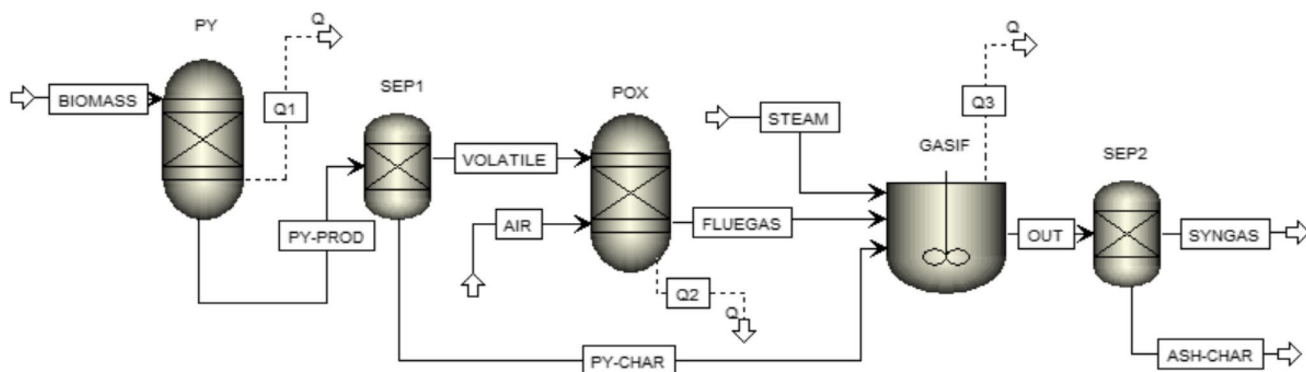 PY
Q
BIOMASS
Q1
SEP1
PY-PROD
VOLATILE
POX
AIR
FLUEGAS
Q2
Q
PY-CHAR
STEAM
Q
Q3
GASIF
OUT
SEP2
SYNGAS
ASH-CHAR